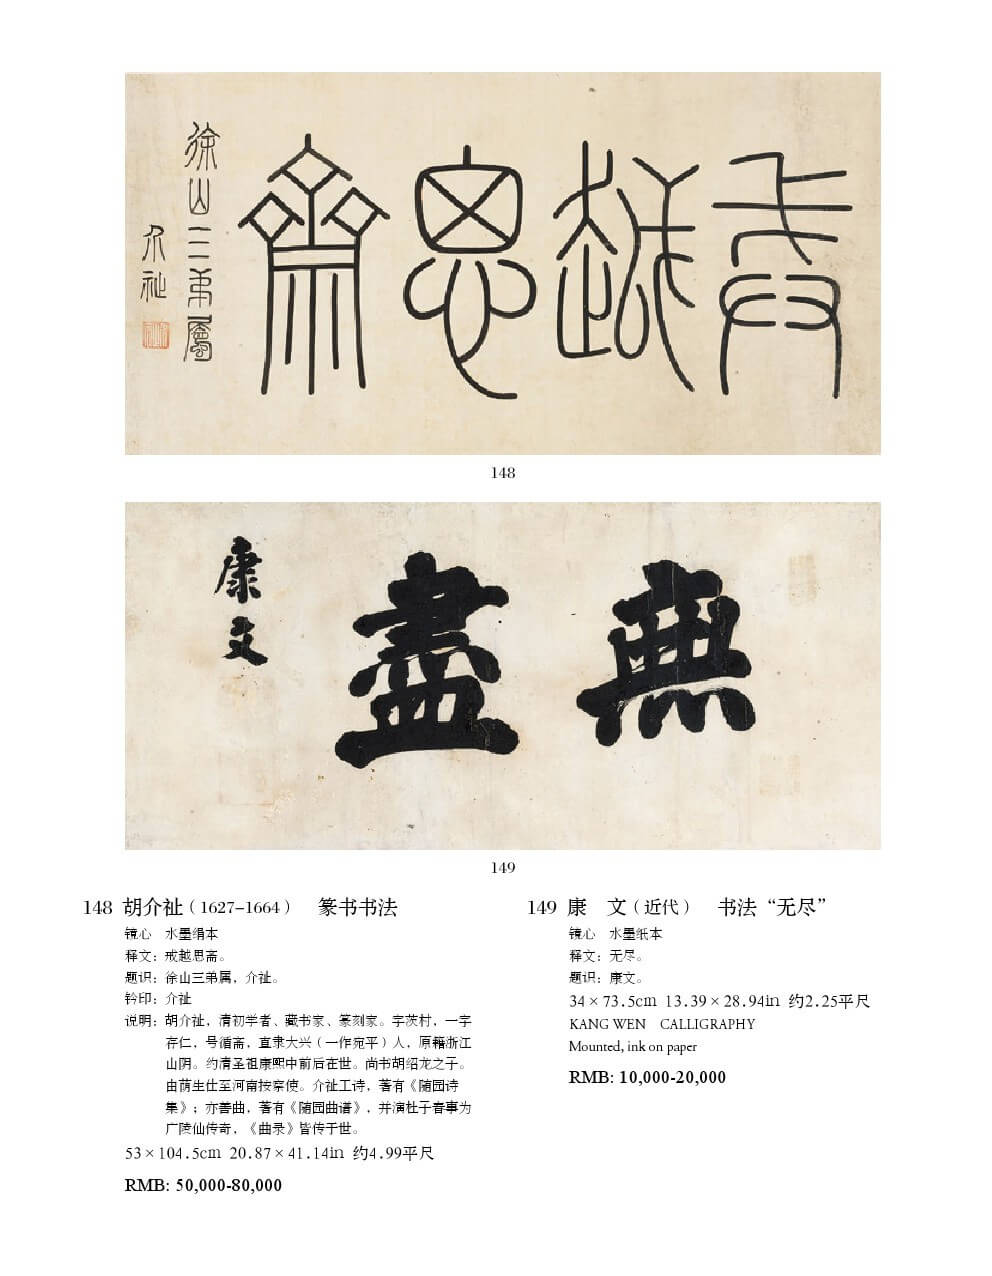 戒越思齋
徐山三弟屬
介祉
148
無盡
康文
149
148 胡介祉（1627-1664） 篆书书法
镜心 水墨绢本
释文：戒越思斋。
题识：徐山三弟属，介祉。
钤印：介祉
说明：胡介祉，清初学者、藏书家、篆刻家。字茨村，一字
存仁，号循斋，直隶大兴（一作宛平）人，原籍浙江
山阴。约清圣祖康熙中前后在世。尚书胡绍龙之子。
由荫生仕至河南按察使。介祉工诗，著有《随园诗
集》；亦善曲，著有《随园曲谱》，并演杜子春事为
广陵仙传奇，《曲录》皆传于世。
53×104.5cm 20.87×41.14in 约4.99平尺
RMB: 50,000-80,000
149 康 文（近代） 书法“无尽”
镜心 水墨纸本
释文：无尽。
题识：康文。
34×73.5cm 13.39×28.94in 约2.25平尺
KANG WEN CALLIGRAPHY
Mounted, ink on paper
RMB: 10,000-20,000